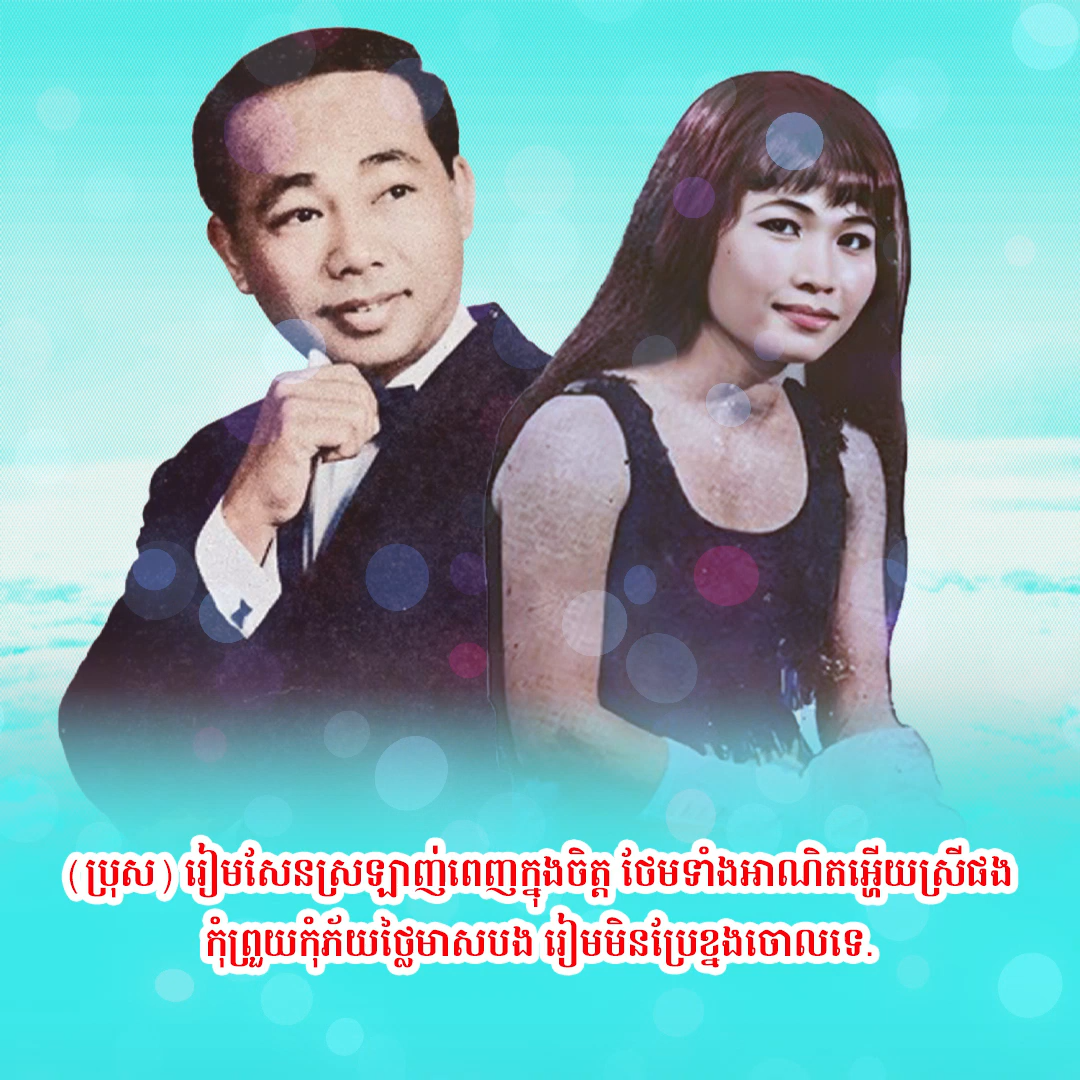 (ប្រុស) រៀមសែនស្រឡាញ់ពេញក្នុងចិត្ត ថែមទាំងអាណិតអ្ហើយស្រីផង
កុំព្រួយកុំភ័យថ្លៃមាសបង រៀមមិនប្រែខ្នងចោលទេ.